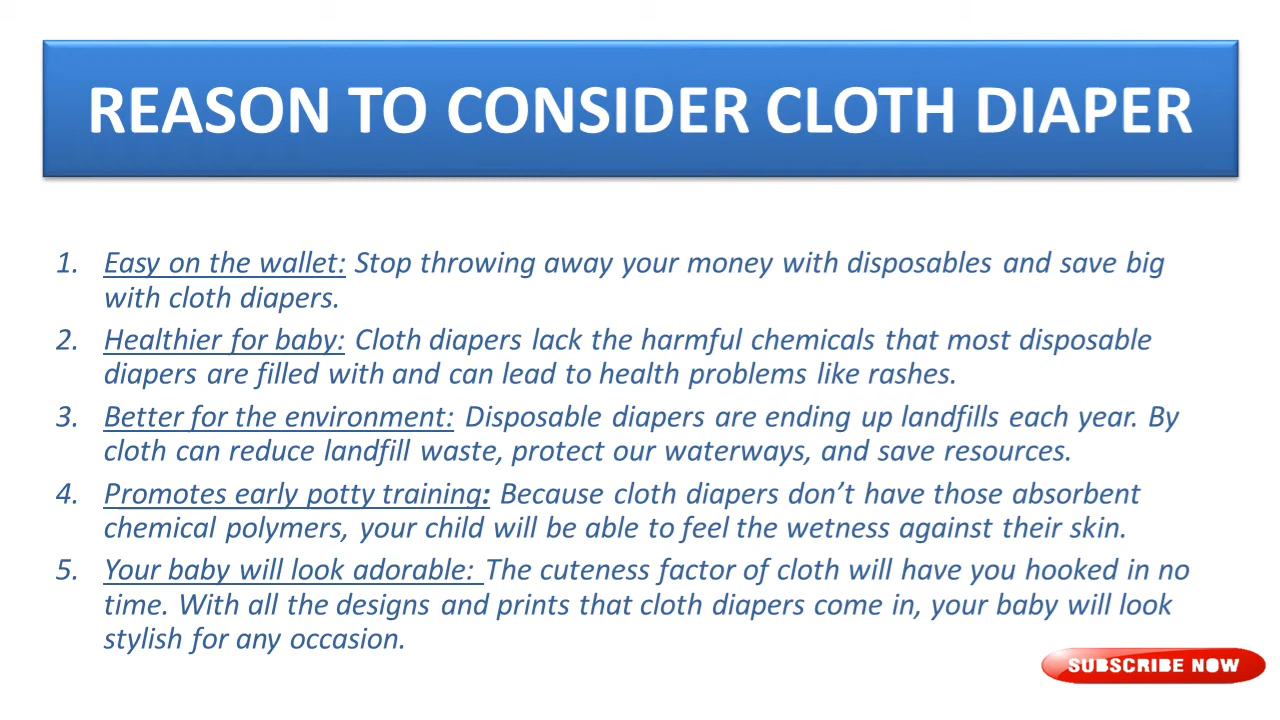 REASON TO CONSIDER CLOTH DIAPER
1. Easy on the wallet: Stop throwing away your money with disposables and save big
with cloth diapers.
2. Healthier for baby: Cloth diapers lack the harmful chemicals that most disposable
diapers are filled with and can lead to health problems like rashes.
3. Better for the environment: Disposable diapers are ending up landfills each year. By
cloth can reduce landfill waste, protect our waterways, and save resources.
4. Promotes early potty training: Because cloth diapers don’t have those absorbent
chemical polymers, your child will be able to feel the wetness against their skin.
5. Your baby will look adorable: The cuteness factor of cloth will have you hooked in no
time. With all the designs and prints that cloth diapers come in, your baby will look
stylish for any occasion.
SUBSCRIBE NOW